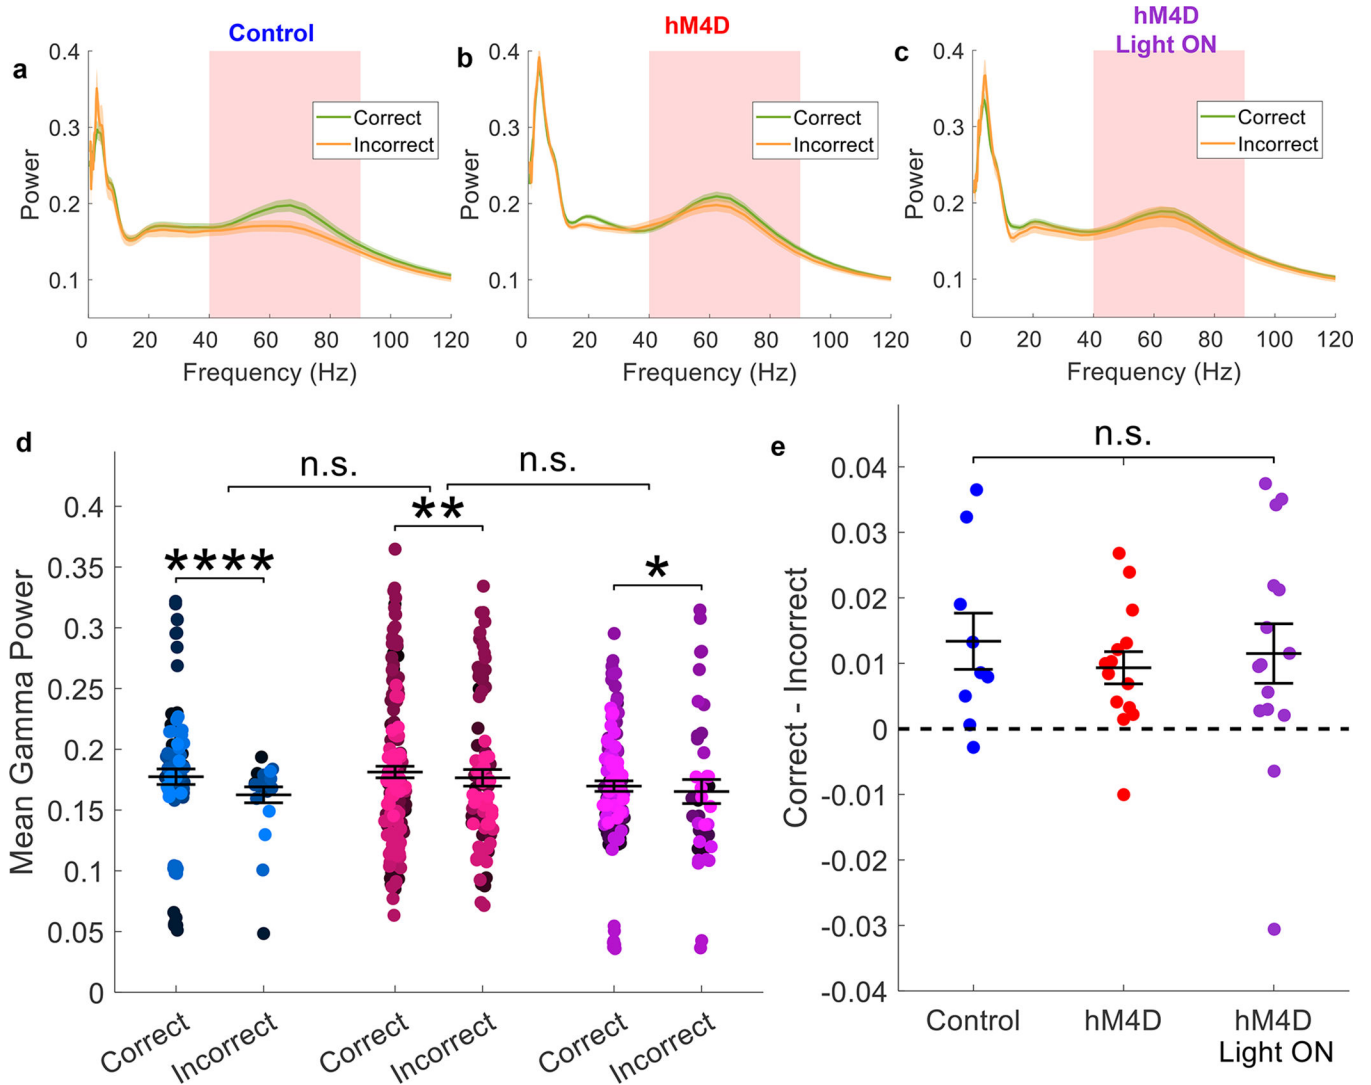 a
Control
0.4
0.3
0.2
0.1
Power
Correct
Incorrect
0 20 40 60 80 100 120
Frequency (Hz)
b
hM4D
0.4
0.3
0.2
0.1
Power
Correct
Incorrect
0 20 40 60 80 100 120
Frequency (Hz)
c
hM4D
Light ON
0.4
0.3
0.2
0.1
Power
Correct
Incorrect
0 20 40 60 80 100 120
Frequency (Hz)
d
n.s.
n.s.
****
**
*
0.4
0.35
0.3
0.25
0.2
0.15
0.1
0.05
0
Mean Gamma Power
Correct
Incorrect
Correct
Incorrect
Correct
Incorrect
e
n.s.
0.04
0.03
0.02
0.01
0
-0.01
-0.02
-0.03
-0.04
Correct - Incorrect
Control
hM4D
hM4D
Light ON